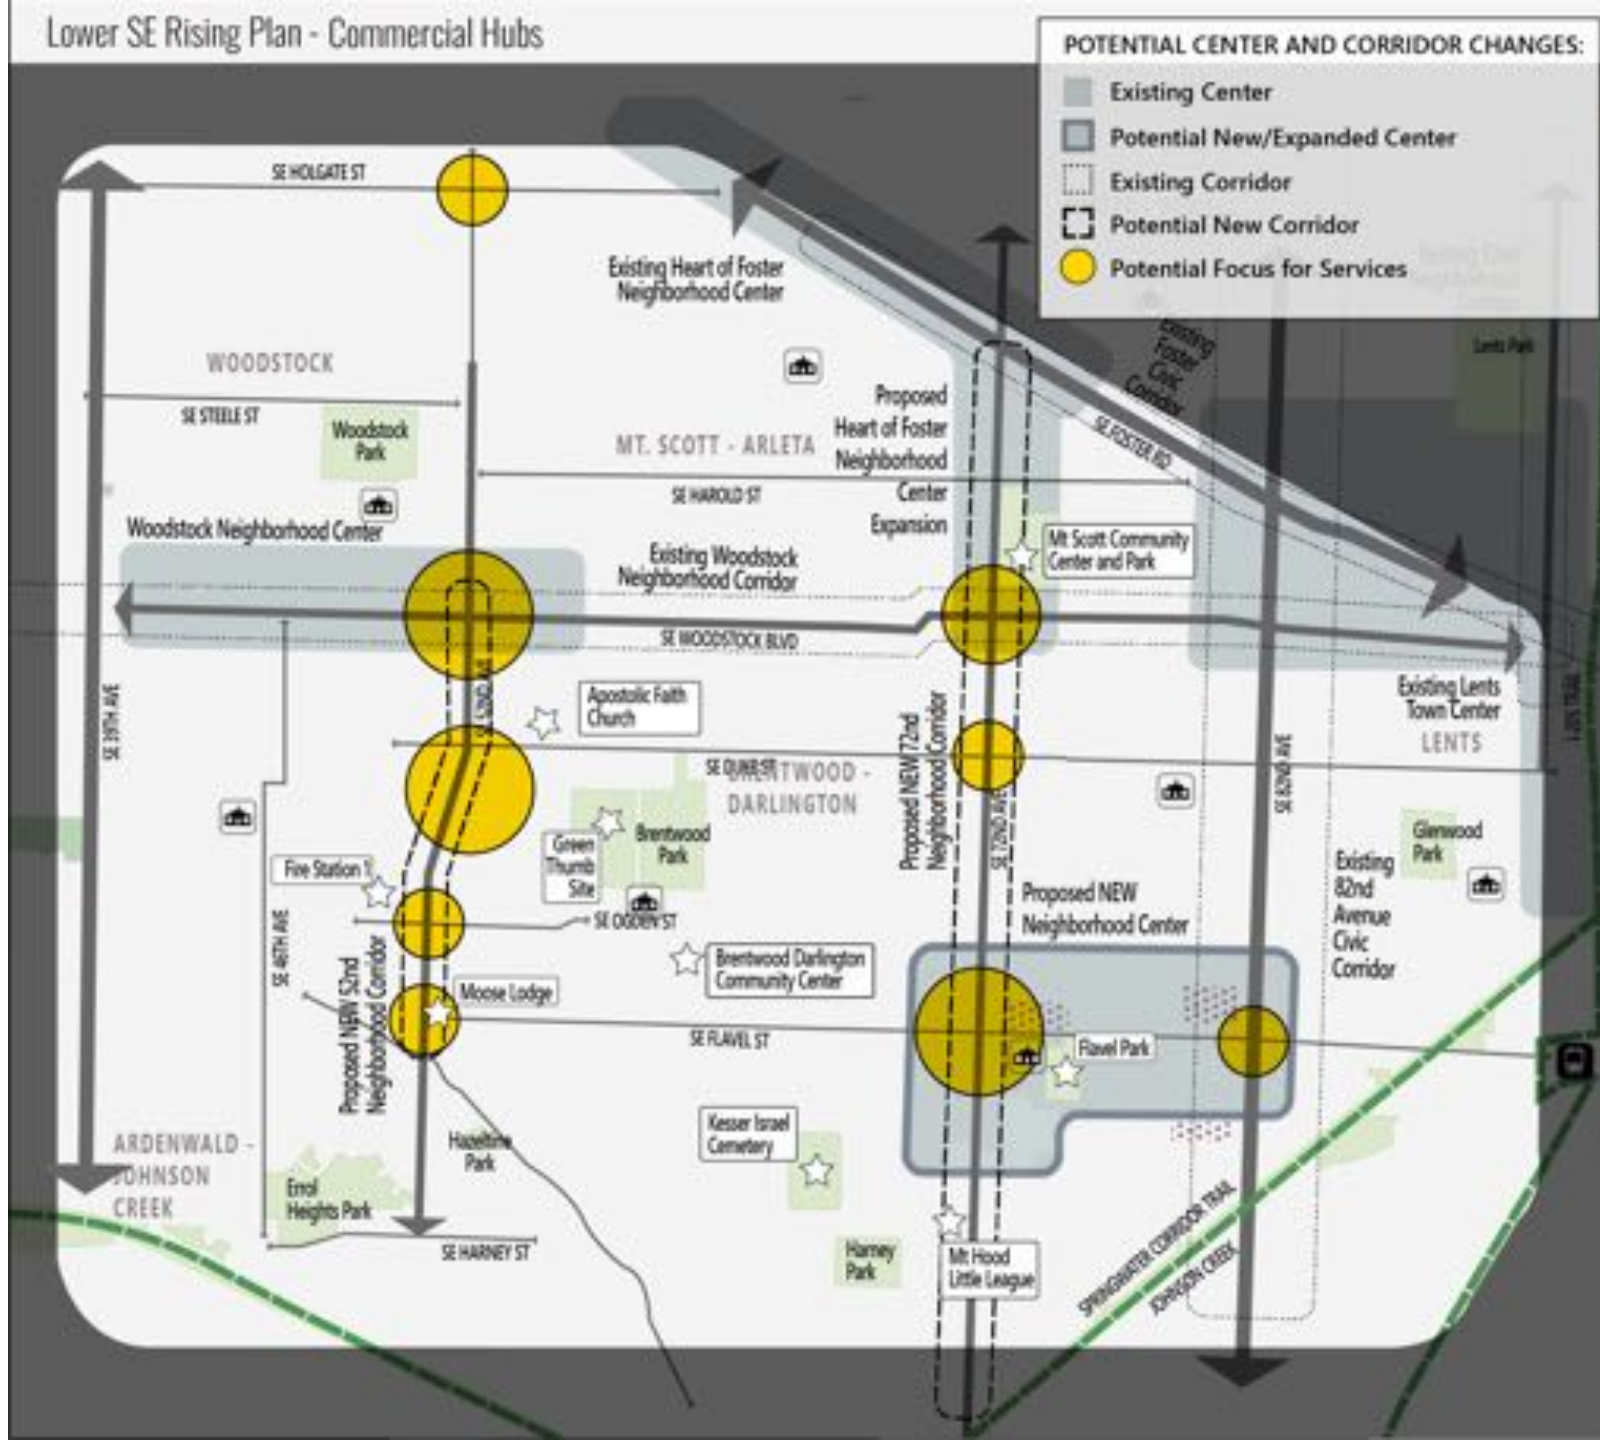 Lower SE Rising Plan - Commercial Hubs
POTENTIAL CENTER AND CORRIDOR CHANGES:
Existing Center
Potential New/Expanded Center
Existing Corridor
Potential New Corridor
Potential Focus for Services
SE HOLGATE ST
Existing Heart of Foster
Neighborhood Center
Existing
Foster
Civic
Corridor
Lents Park
WOODSTOCK
SE STEELE ST
Woodstock
Park
MT. SCOTT - ARLETA
Proposed
Heart of Foster
Neighborhood
Center
Expansion
SE FOSTER RD
SE HAROLD ST
Woodstock Neighborhood Center
Existing Woodstock
Neighborhood Corridor
Mt Scott Community
Center and Park
SE WOODSTOCK BLVD
SE 39TH AVE
SE 52ND AVE
Apostolic Faith
Church
Existing Lents
Town Center
LENTS
I-205 TRAIL
SE DUKE ST
BRENTWOOD -
DARLINGTON
Proposed NEW 72nd
Neighborhood Corridor
SE 72ND AVE
SE 82ND AVE
Green
Thumb
Site
Brentwood
Park
Glenwood
Park
Fire Station 1
SE OGDEN ST
SE 46TH AVE
Proposed NEW
Neighborhood Center
Existing
82nd
Avenue
Civic
Corridor
Brentwood Darlington
Community Center
Moose Lodge
Proposed NEW 52nd
Neighborhood Corridor
SE FLAVEL ST
Flavel Park
Kesser Israel
Cemetery
ARDENWALD -
JOHNSON
CREEK
Hazeltine
Park
Errol
Heights Park
SE HARNEY ST
Harney
Park
Mt Hood
Little League
SPRINGWATER CORRIDOR TRAIL
JOHNSON CREEK